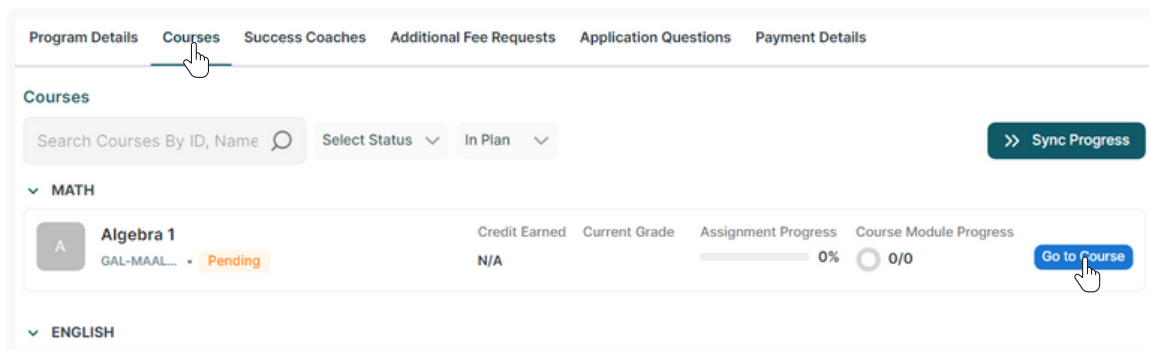 Program Details Courses Success Coaches Additional Fee Requests Application Questions Payment Details
Courses
Search Courses By ID, Name Select Status In Plan Sync Progress
MATH
A Algebra 1 Credit Earned Current Grade Assignment Progress Course Module Progress
GAL-MAAL... • Pending N/A 0% 0/0 Go to Course
ENGLISH